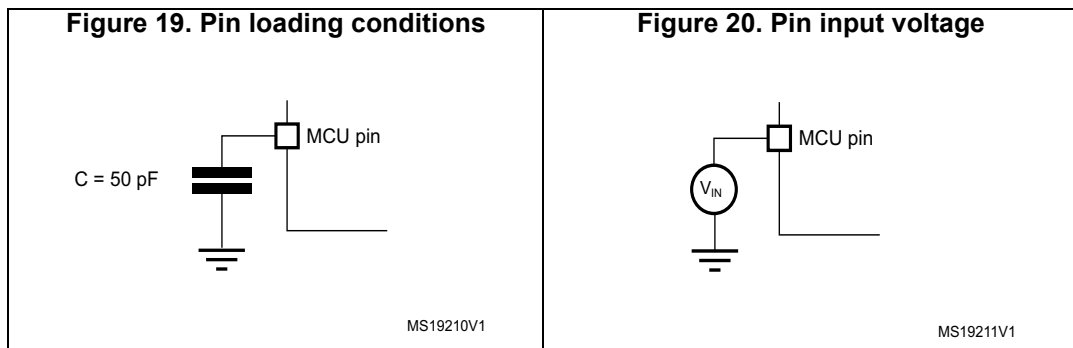 Figure 19. Pin loading conditions
MCU pin
C = 50 pF
MS19210V1
Figure 20. Pin input voltage
MCU pin
VIN
MS19211V1